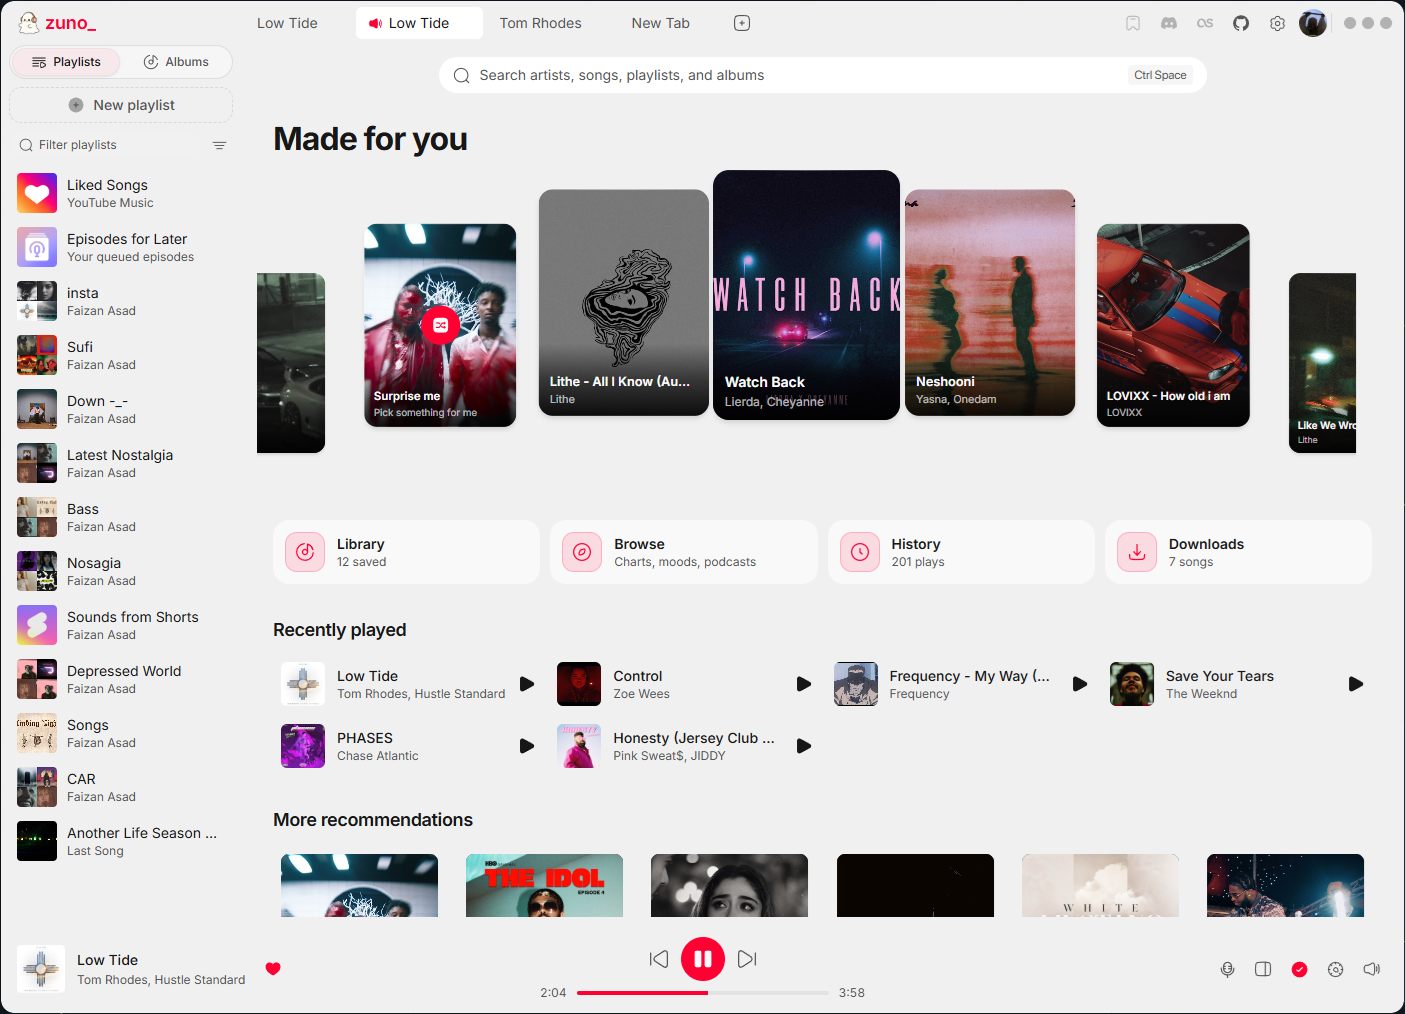 zuno_
Low Tide
Low Tide
Tom Rhodes
New Tab
Playlists
Albums
New playlist
Filter playlists
Liked Songs
YouTube Music
Episodes for Later
Your queued episodes
insta
Faizan Asad
Sufi
Faizan Asad
Down -_-
Faizan Asad
Latest Nostalgia
Faizan Asad
Bass
Faizan Asad
Nosagia
Faizan Asad
Sounds from Shorts
Faizan Asad
Depressed World
Faizan Asad
Songs
Faizan Asad
CAR
Faizan Asad
Another Life Season ...
Last Song
Search artists, songs, playlists, and albums
Ctrl Space
Made for you
Surprise me
Pick something for me
Lithe - All I Know (Au...
Lithe
WATCH BACK
Watch Back
Lierda, Cheyanne
Neshooni
Yasna, Onedam
LOVIXX - How old i am
LOVIXX
Like We Wro
Lithe
Library
12 saved
Browse
Charts, moods, podcasts
History
201 plays
Downloads
7 songs
Recently played
Low Tide
Tom Rhodes, Hustle Standard
Control
Zoe Wees
Frequency - My Way (...
Frequency
Save Your Tears
The Weeknd
PHASES
Chase Atlantic
Honesty (Jersey Club ...
Pink Sweat$, JIDDY
More recommendations
HBO
THE IDOL
EPISODE 4
WHITE
Low Tide
Tom Rhodes, Hustle Standard
2:04
3:58